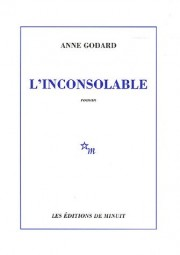 ANNE GODARD
L'INCONSOLABLE
roman
m
LES ÉDITIONS DE MINUIT